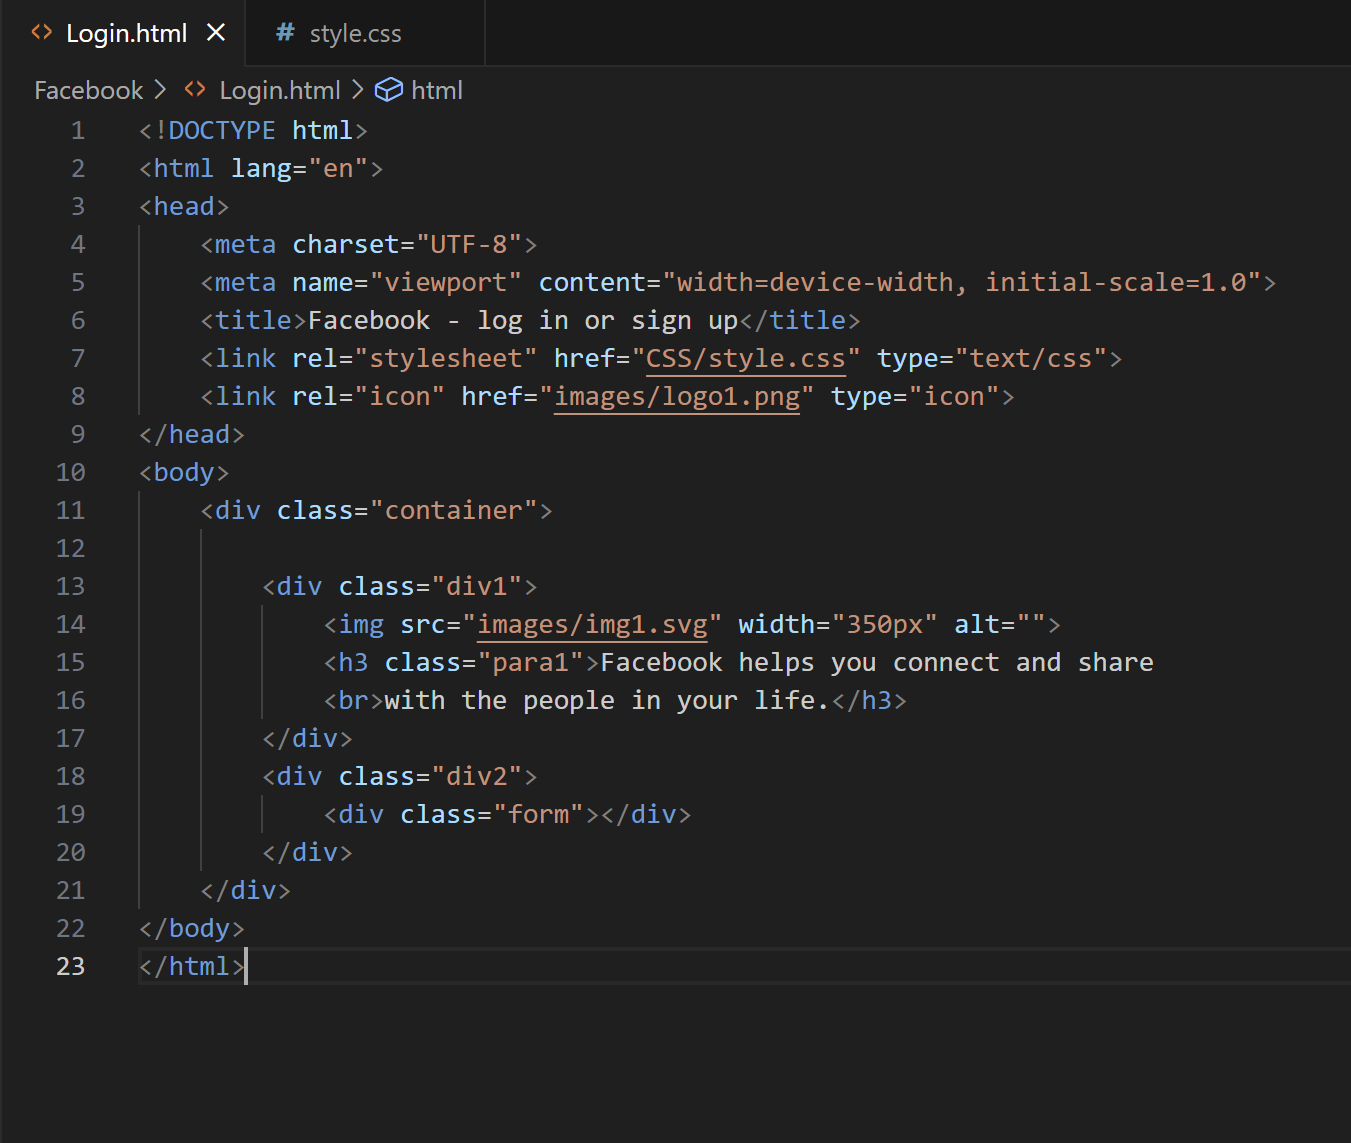 Login.html
# style.css
Facebook > Login.html > html
1 <!DOCTYPE html>
2 <html lang="en">
3 <head>
4     <meta charset="UTF-8">
5     <meta name="viewport" content="width=device-width, initial-scale=1.0">
6     <title>Facebook - log in or sign up</title>
7     <link rel="stylesheet" href="CSS/style.css" type="text/css">
8     <link rel="icon" href="images/logo1.png" type="icon">
9 </head>
10 <body>
11     <div class="container">
12
13         <div class="div1">
14             <img src="images/img1.svg" width="350px" alt="">
15             <h3 class="para1">Facebook helps you connect and share
16             <br>with the people in your life.</h3>
17         </div>
18         <div class="div2">
19             <div class="form"></div>
20         </div>
21     </div>
22 </body>
23 </html>